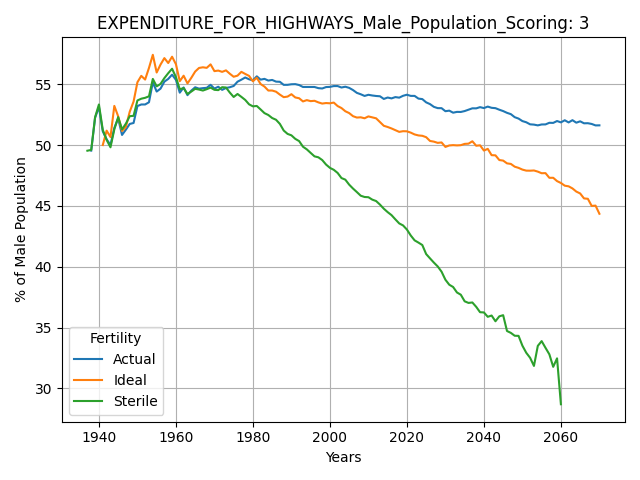 EXPENDITURE_FOR_HIGHWAYS_Male_Population_Scoring: 3
% of Male Population
55
50
45
40
35
30
Fertility
Actual
Ideal
Sterile
1940 1960 1980 2000 2020 2040 2060
Years